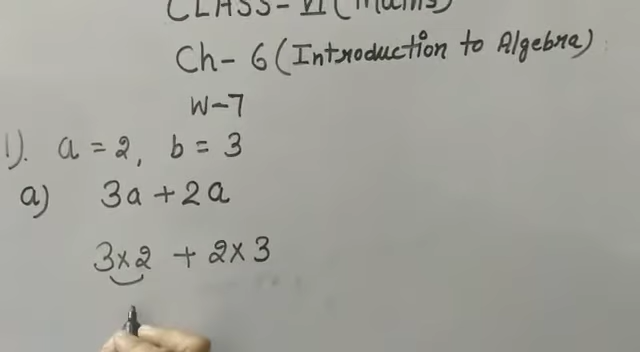 CLASS-VI (Maths)
Ch-6 (Introduction to Algebra)
W-7
1). a = 2, b = 3
a) 3a + 2a
3×2 + 2×3